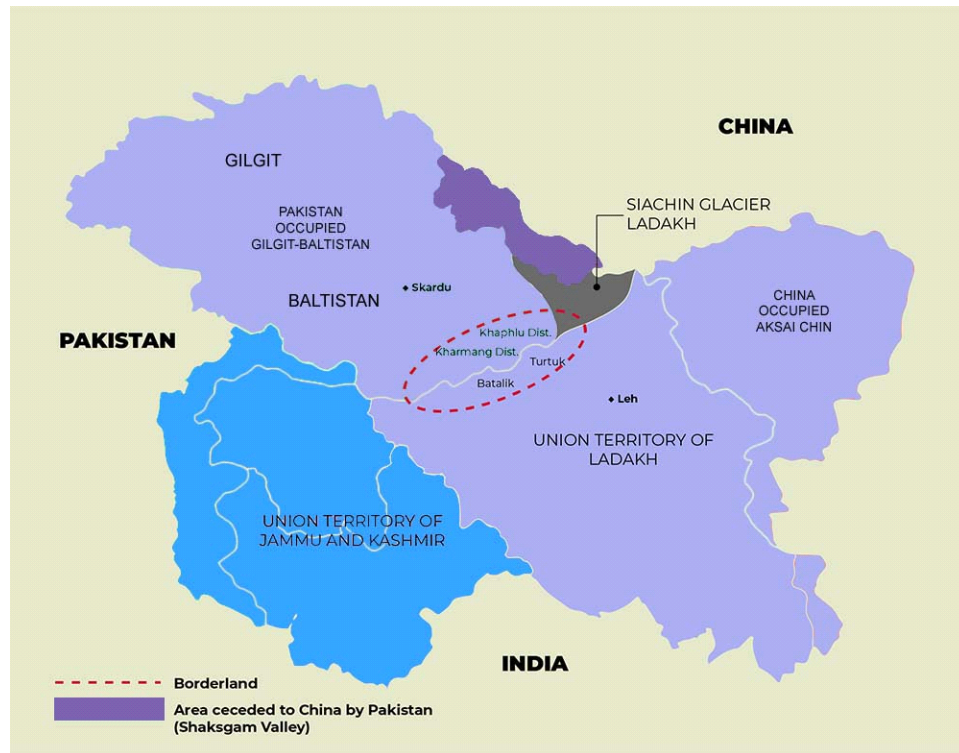 CHINA
GILGIT
SIACHIN GLACIER
LADAKH
PAKISTAN
OCCUPIED
GILGIT-BALTISTAN
Skardu
BALTISTAN
CHINA
OCCUPIED
AKSAI CHIN
PAKISTAN
Khaphlu Dist.
Kharmang Dist.
Turtuk
Batalik
Leh
UNION TERRITORY OF
LADAKH
UNION TERRITORY OF
JAMMU AND KASHMIR
INDIA
Borderland
Area ceceded to China by Pakistan
(Shaksgam Valley)